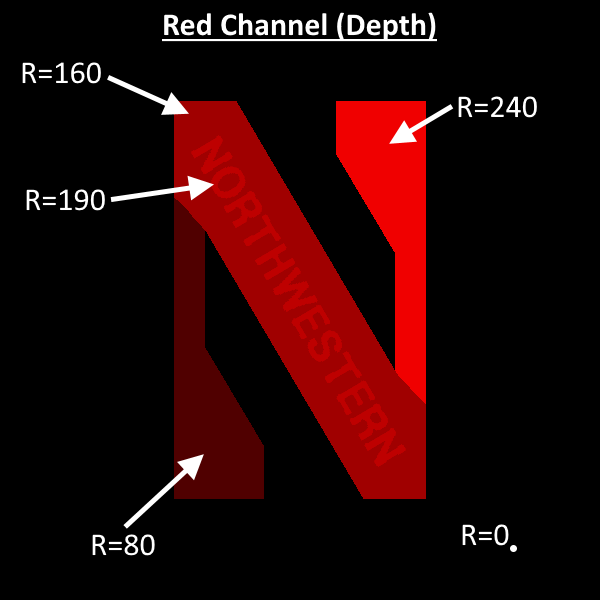 Red Channel (Depth)
R=160
R=240
R=190
NORTHWESTERN
R=80
R=0